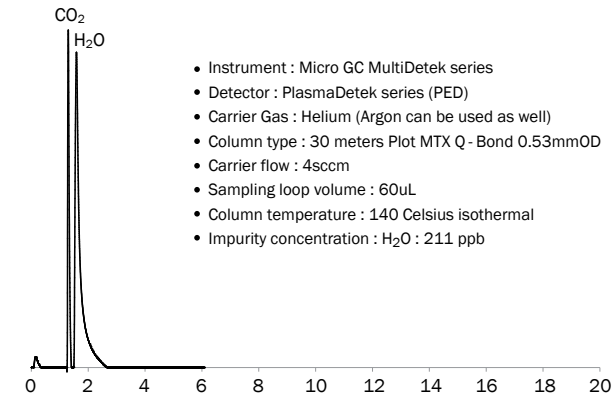 CO₂
H₂O
• Instrument : Micro GC MultiDetek series
• Detector : PlasmaDetek series (PED)
• Carrier Gas : Helium (Argon can be used as well)
• Column type : 30 meters Plot MTX Q - Bond 0.53mmOD
• Carrier flow : 4sccm
• Sampling loop volume : 60uL
• Column temperature : 140 Celsius isothermal
• Impurity concentration : H₂O : 211 ppb
0 2 4 6 8 10 12 14 16 18 20